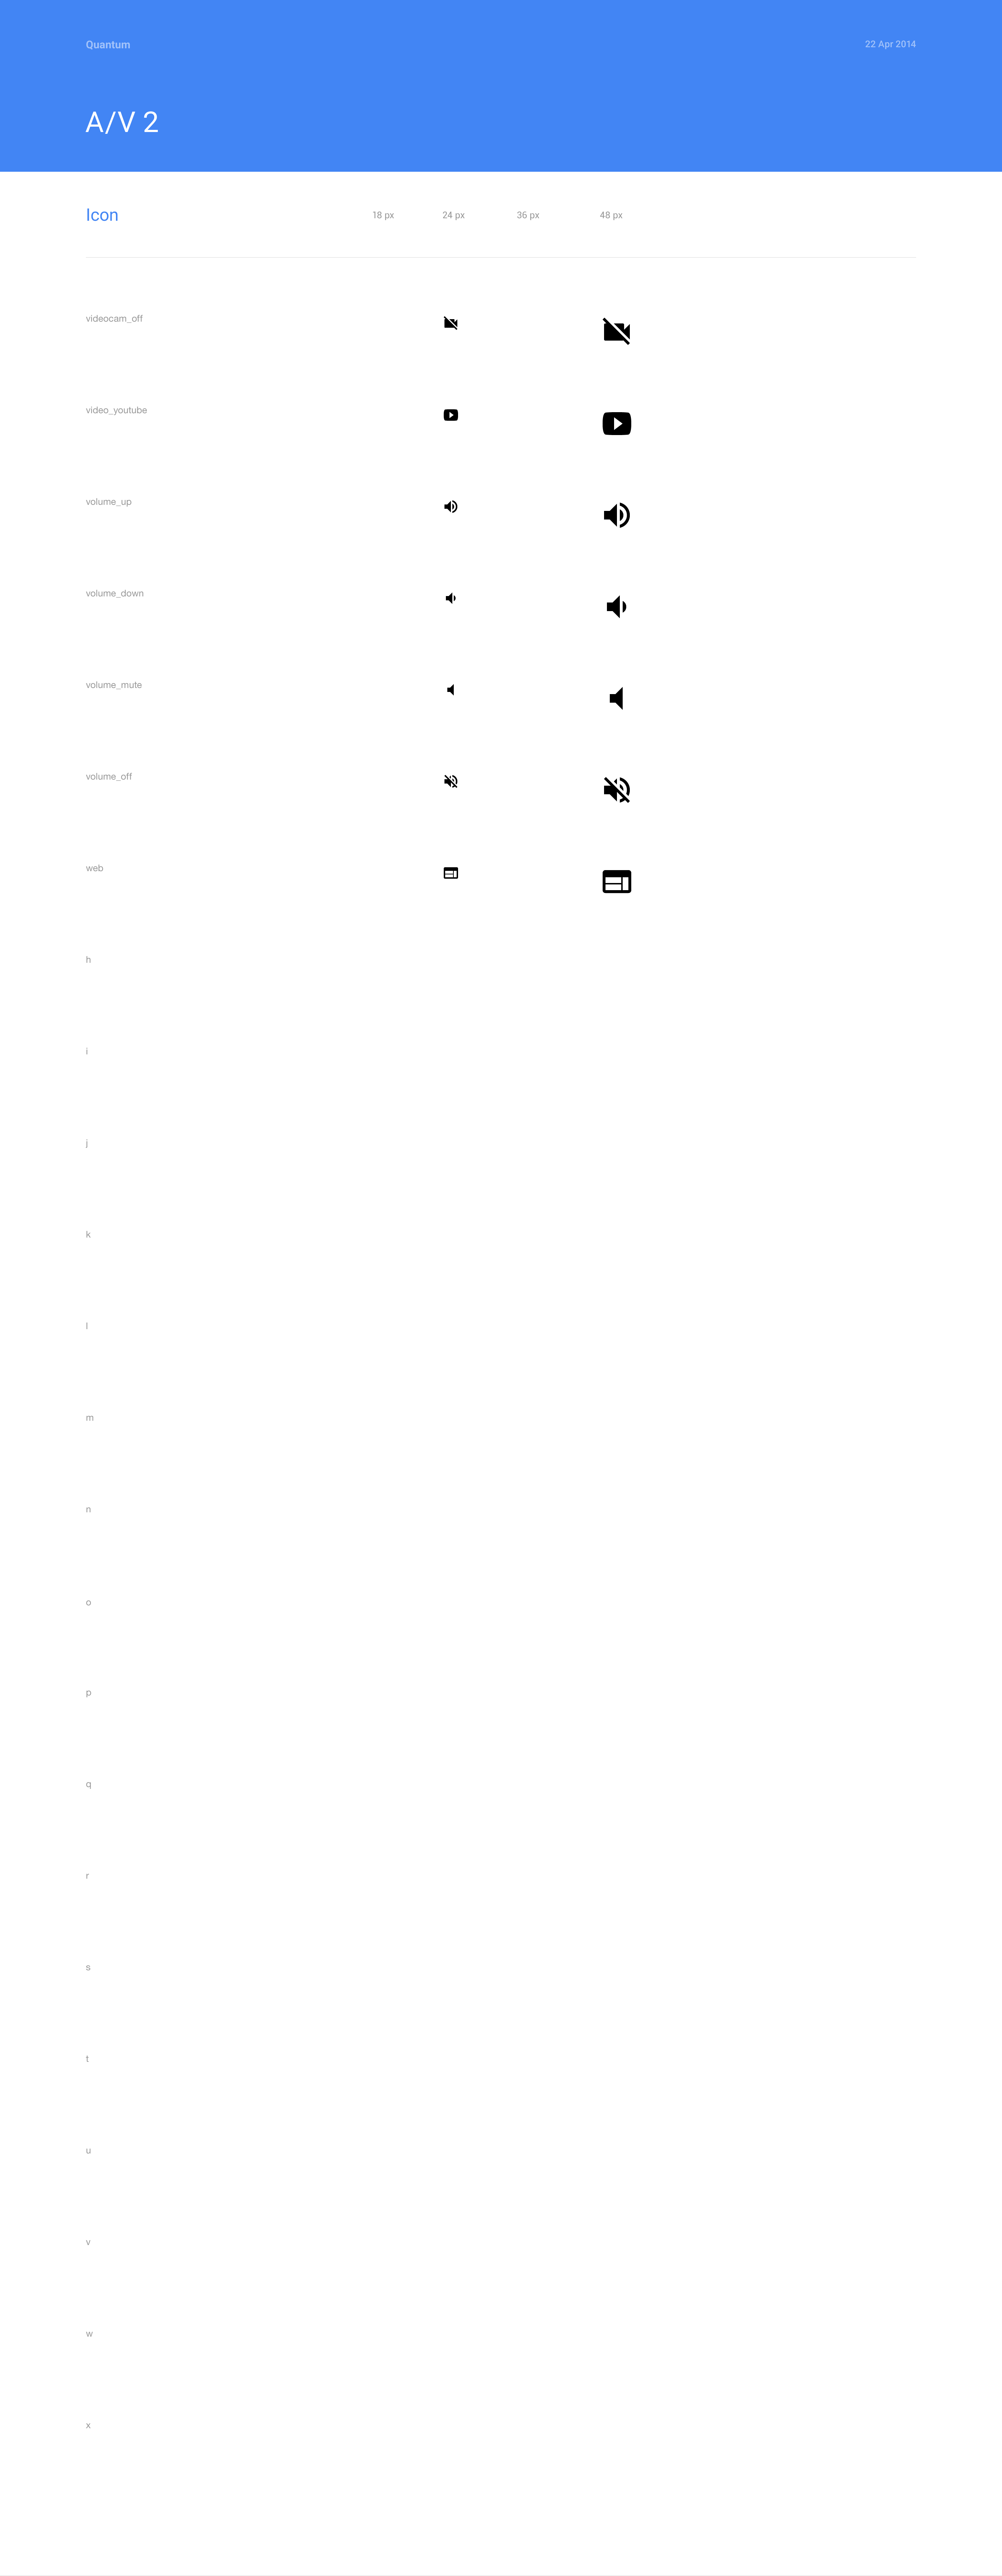 Quantum
22 Apr 2014
A/V 2
Icon
18 px
24 px
36 px
48 px
videocam_off
video_youtube
volume_up
volume_down
volume_mute
volume_off
web
h
i
j
k
l
m
n
o
p
q
r
s
t
u
v
w
x